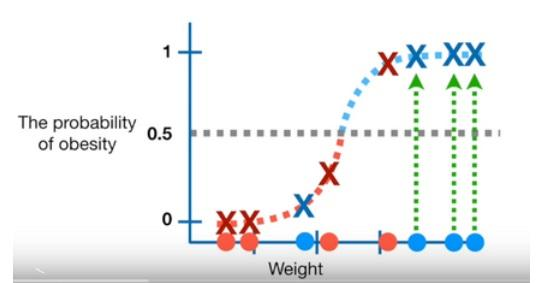 1
The probability
of obesity
0.5
0
X X X X X X X X
Weight